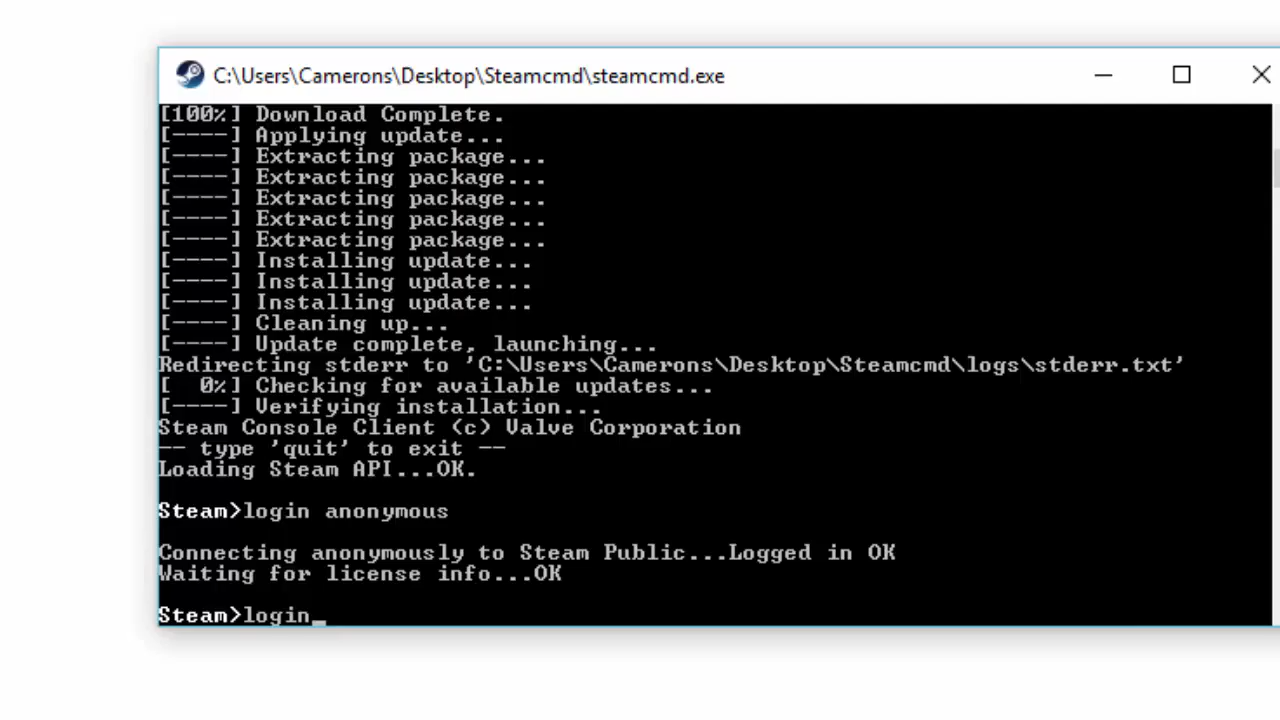 C:\Users\Camerons\Desktop\Steamcmd\steamcmd.exe
[100%] Download Complete.
[----] Applying update...
[----] Extracting package...
[----] Extracting package...
[----] Extracting package...
[----] Extracting package...
[----] Extracting package...
[----] Installing update...
[----] Installing update...
[----] Installing update...
[----] Cleaning up...
[----] Update complete, launching...
Redirecting stderr to 'C:\Users\Camerons\Desktop\Steamcmd\logs\stderr.txt'
[  0%] Checking for available updates...
[----] Verifying installation...
Steam Console Client (c) Valve Corporation
-- type 'quit' to exit --
Loading Steam API...OK.
Steam>login anonymous
Connecting anonymously to Steam Public...Logged in OK
Waiting for license info...OK
Steam>login_